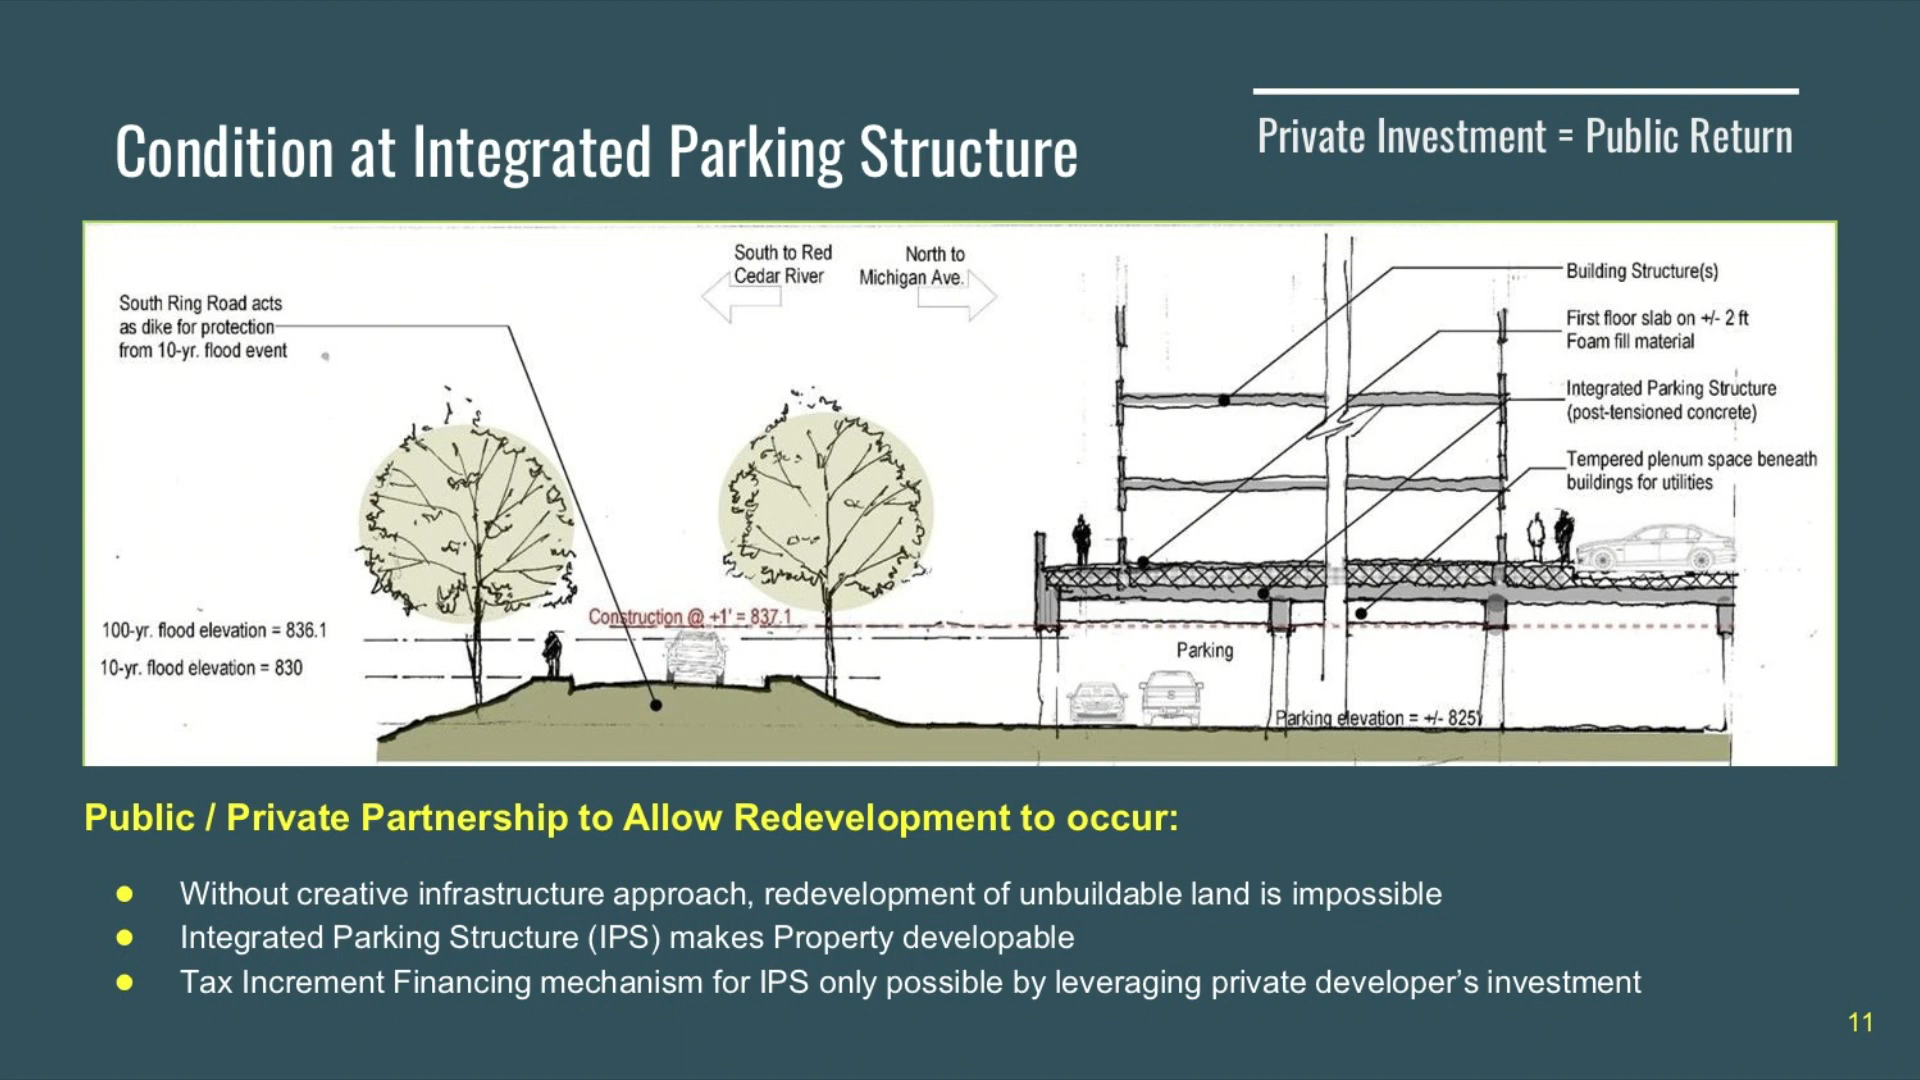 Condition at Integrated Parking Structure
Private Investment = Public Return
South to Red
Cedar River
North to
Michigan Ave.
South Ring Road acts
as dike for protection
from 10-yr. flood event
Building Structure(s)
First floor slab on +/- 2 ft
Foam fill material
Integrated Parking Structure
(post-tensioned concrete)
Tempered plenum space beneath
buildings for utilities
Construction @ +1' = 837.1
100-yr. flood elevation = 836.1
10-yr. flood elevation = 830
Parking
Parking elevation = +/- 825'
Public / Private Partnership to Allow Redevelopment to occur:
● Without creative infrastructure approach, redevelopment of unbuildable land is impossible
● Integrated Parking Structure (IPS) makes Property developable
● Tax Increment Financing mechanism for IPS only possible by leveraging private developer’s investment
11